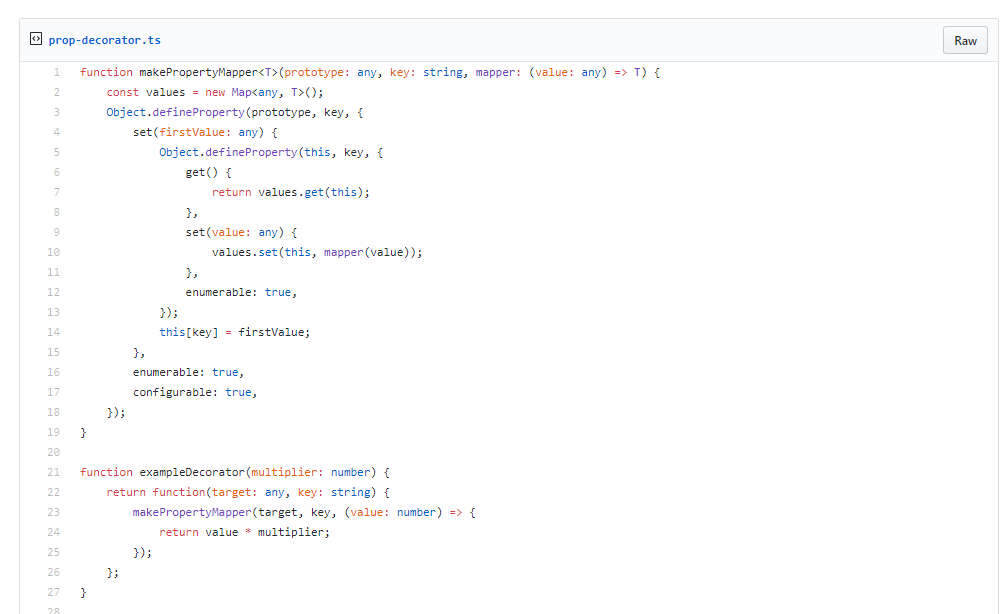 prop-decorator.ts
Raw
1 function makePropertyMapper<T>(prototype: any, key: string, mapper: (value: any) => T) {
2     const values = new Map<any, T>();
3     Object.defineProperty(prototype, key, {
4         set(firstValue: any) {
5             Object.defineProperty(this, key, {
6                 get() {
7                     return values.get(this);
8                 },
9                 set(value: any) {
10                     values.set(this, mapper(value));
11                 },
12                 enumerable: true,
13             });
14             this[key] = firstValue;
15         },
16         enumerable: true,
17         configurable: true,
18     });
19 }
20
21 function exampleDecorator(multiplier: number) {
22     return function(target: any, key: string) {
23         makePropertyMapper(target, key, (value: number) => {
24             return value * multiplier;
25         });
26     };
27 }
28